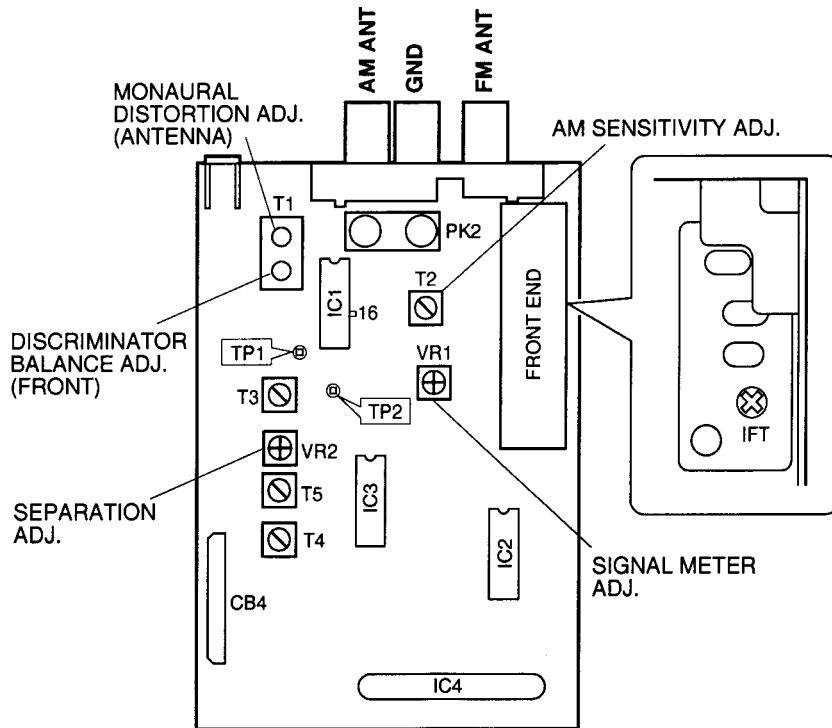 AM ANT
GND
FM ANT
MONAURAL
DISTORTION ADJ.
(ANTENNA)
AM SENSITIVITY ADJ.
T1
PK2
T2
IC1
16
FRONT END
DISCRIMINATOR
BALANCE ADJ.
(FRONT)
TP1
VR1
T3
TP2
IFT
VR2
SEPARATION
ADJ.
T5
IC3
T4
IC2
SIGNAL METER
ADJ.
CB4
IC4